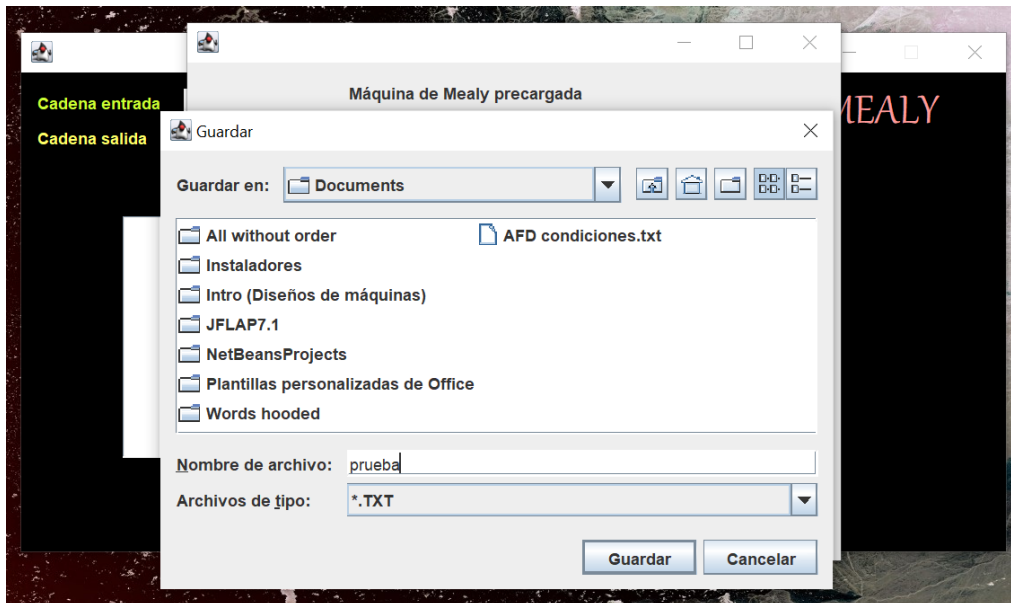 Máquina de Mealy precargada
Cadena entrada
MEALY
Cadena salida
Guardar
Guardar en: Documents
All without order
AFD condiciones.txt
Instaladores
Intro (Diseños de máquinas)
JFLAP7.1
NetBeansProjects
Plantillas personalizadas de Office
Words hooded
Nombre de archivo: prueba
Archivos de tipo: *.TXT
Guardar Cancelar